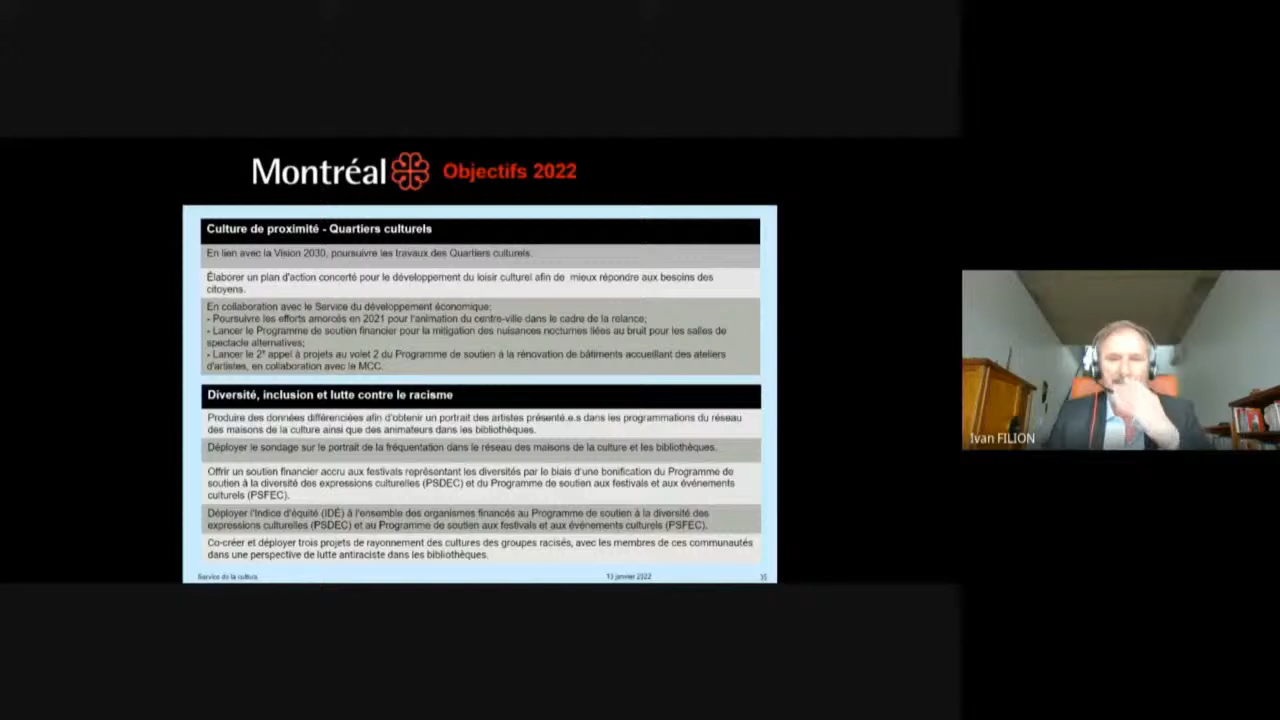 Montréal Objectifs 2022
Culture de proximité - Quartiers culturels
En lien avec la Vision 2030, poursuivre les travaux des Quartiers culturels.
Élaborer un plan d'action concerté pour le développement du loisir culturel afin de mieux répondre aux besoins des
citoyens.
En collaboration avec le Service du développement économique:
- Poursuivre les efforts amorcés en 2021 pour l'animation du centre-ville dans le cadre de la relance;
- Lancer le Programme de soutien financier pour la mitigation des nuisances nocturnes liées au bruit pour les salles de
spectacle alternatives;
- Lancer le 2e appel à projets au volet 2 du Programme de soutien à la rénovation de bâtiments accueillant des ateliers
d'artistes, en collaboration avec le MCC.
Diversité, inclusion et lutte contre le racisme
Produire des données différenciées afin d'obtenir un portrait des artistes présenté.e.s dans les programmations du réseau
des maisons de la culture ainsi que des animateurs dans les bibliothèques.
Déployer le sondage sur le portrait de la fréquentation dans le réseau des maisons de la culture et les bibliothèques.
Offrir un soutien financier accru aux festivals représentant les diversités par le biais d'une bonification du Programme de
soutien à la diversité des expressions culturelles (PSDEC) et du Programme de soutien aux festivals et aux événements
culturels (PSFEC).
Déployer l'Indice d'équité (IDÉ) à l'ensemble des organismes financés au Programme de soutien à la diversité des
expressions culturelles (PSDEC) et au Programme de soutien aux festivals et aux événements culturels (PSFEC).
Co-créer et déployer trois projets de rayonnement des cultures des groupes racisés, avec les membres de ces communautés
dans une perspective de lutte antiraciste dans les bibliothèques.
Service de la culture 13 janvier 2022
Ivan FILION